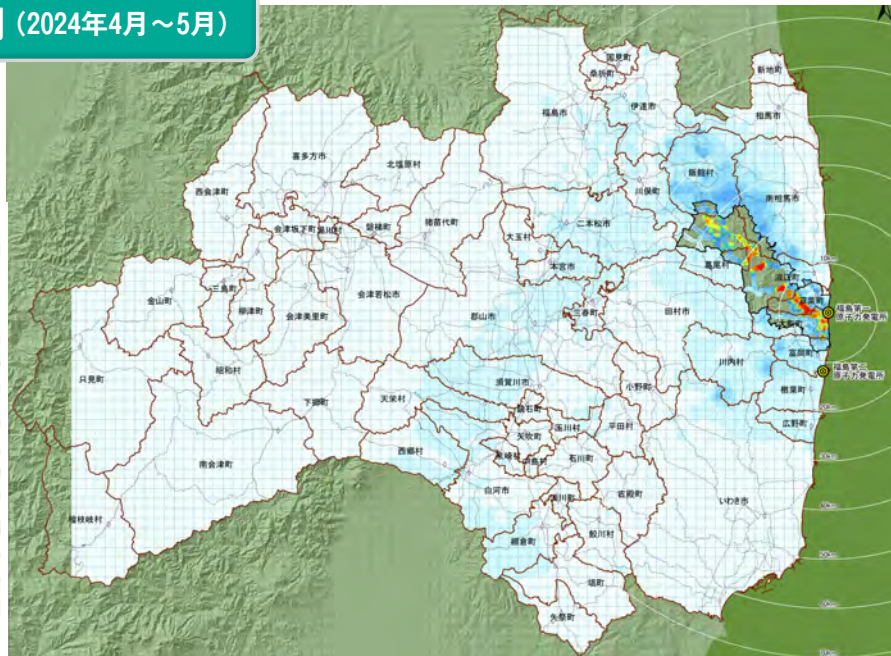 （2024年4月～5月）
国見町
桑折町
新地町
伊達市
福島市
相馬市
喜多方市
北塩原村
飯舘村
西会津町
川俣町
南相馬市
猪苗代町
二本松市
会津坂下町
湯川村
磐梯町
大玉村
葛尾村
浪江町
本宮市
三島町
金山町
会津若松市
双葉町
柳津町
会津美里町
郡山市
三春町
田村市
福島第一
原子力発電所
大熊町
富岡町
川内村
福島第二
原子力発電所
只見町
昭和村
須賀川市
小野町
楢葉町
下郷町
天栄村
鏡石町
広野町
矢吹町
玉川村
平田村
西郷村
石川町
南会津町
白河市
古殿町
いわき市
浅川町
檜枝岐村
鮫川村
棚倉町
塙町
矢祭町
10km
20km
30km
40km
50km